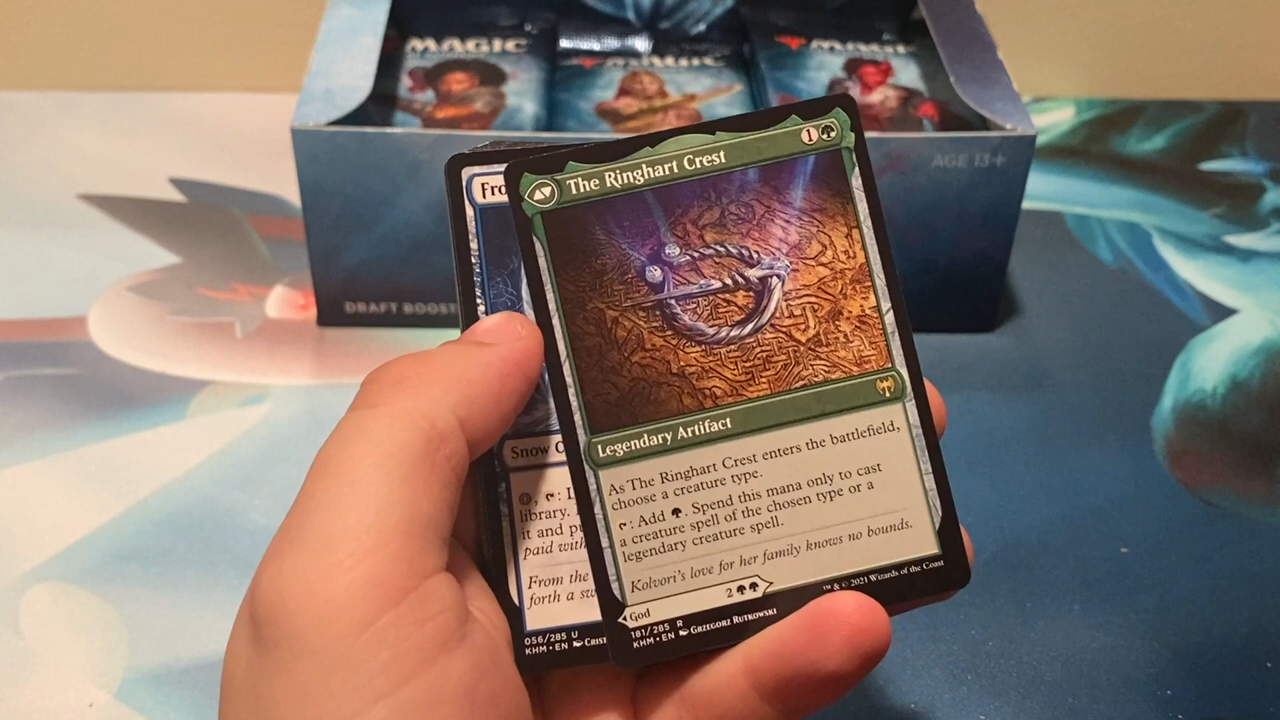 MAGIC
MAGIC
MAGIC
AGE 13+
DRAFT BOOST
The Ringhart Crest
1
Legendary Artifact
As The Ringhart Crest enters the battlefield,
choose a creature type.
: Add . Spend this mana only to cast
a creature spell of the chosen type or a
legendary creature spell.
Kolvori's love for her family knows no bounds.
God
2
181/285 R
KHM • EN Grzegorz Rutkowski
™ & © 2021 Wizards of the Coast
Fro
Snow C
, : L
library.
it and pu
paid with
From the
forth a sw
056/285 U
KHM • EN Crist